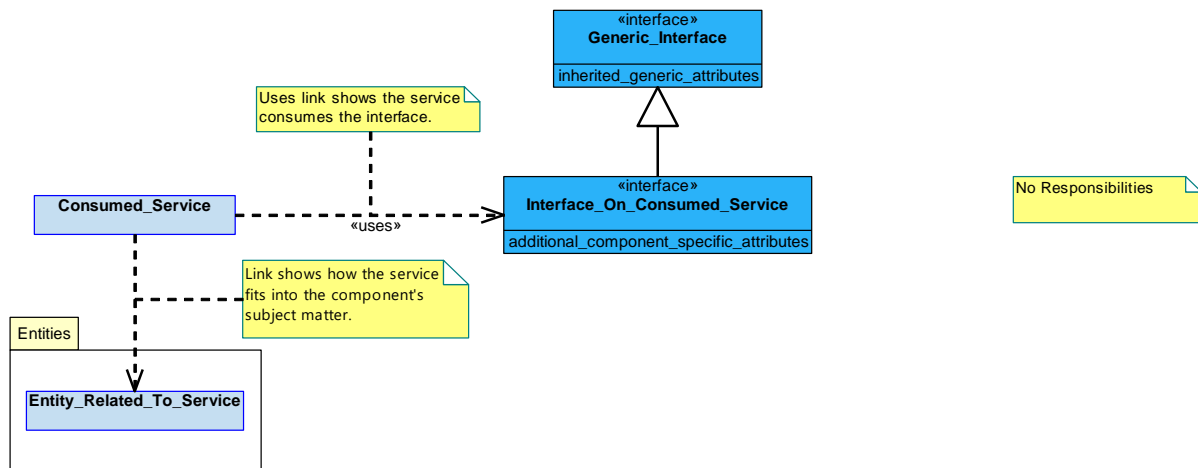 «interface»
Generic_Interface
inherited_generic_attributes
Uses link shows the service
consumes the interface.
«interface»
Interface_On_Consumed_Service
additional_component_specific_attributes
No Responsibilities
Consumed_Service
«uses»
Link shows how the service
fits into the component's
subject matter.
Entities
Entity_Related_To_Service